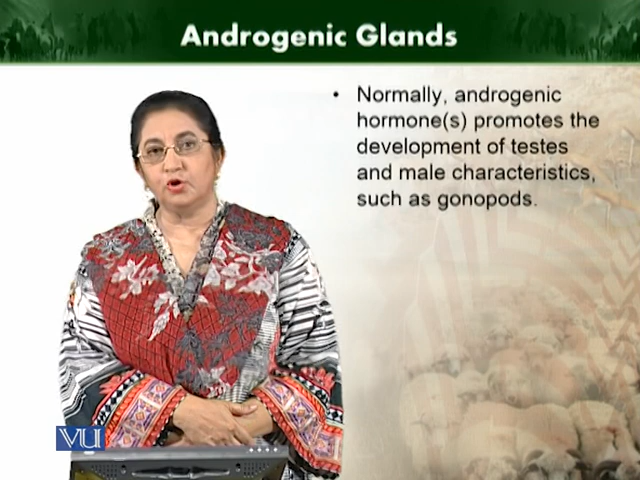 Androgenic Glands
• Normally, androgenic
hormone(s) promotes the
development of testes
and male characteristics,
such as gonopods.
VU